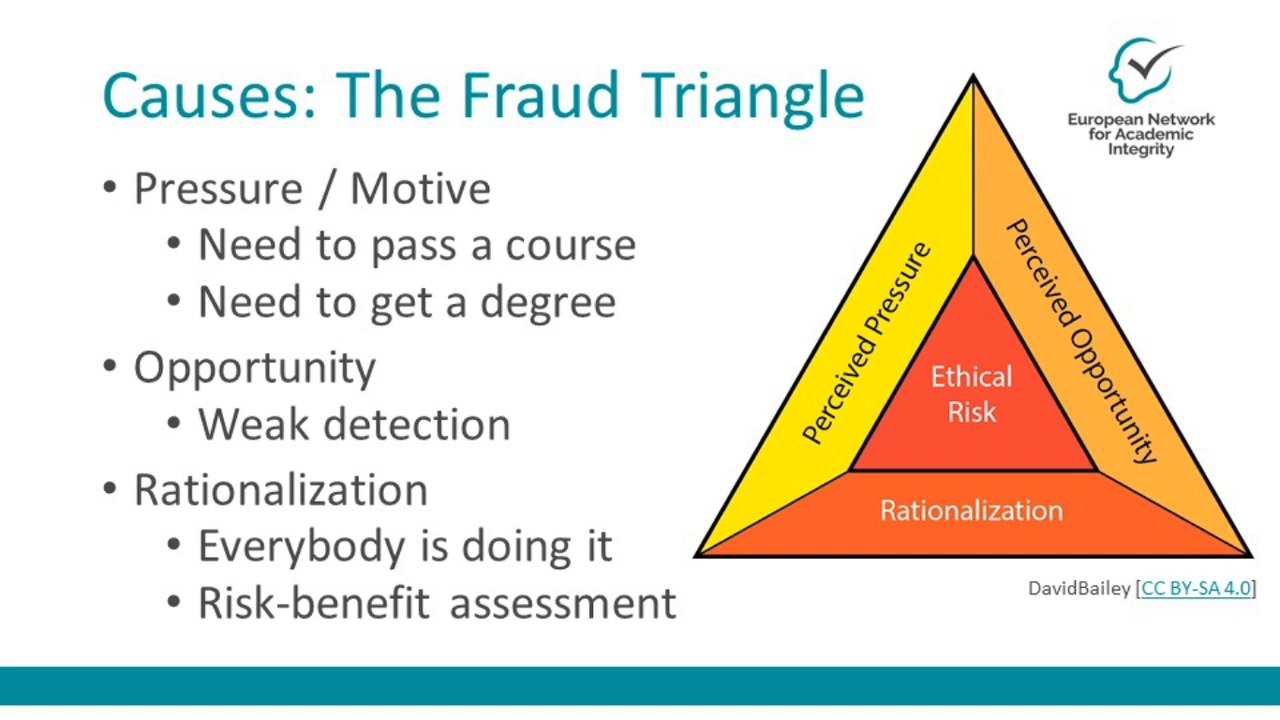 Causes: The Fraud Triangle
• Pressure / Motive
• Need to pass a course
• Need to get a degree
• Opportunity
• Weak detection
• Rationalization
• Everybody is doing it
• Risk-benefit assessment
European Network
for Academic
Integrity
Perceived Pressure
Perceived Opportunity
Ethical
Risk
Rationalization
DavidBailey [CC BY-SA 4.0]